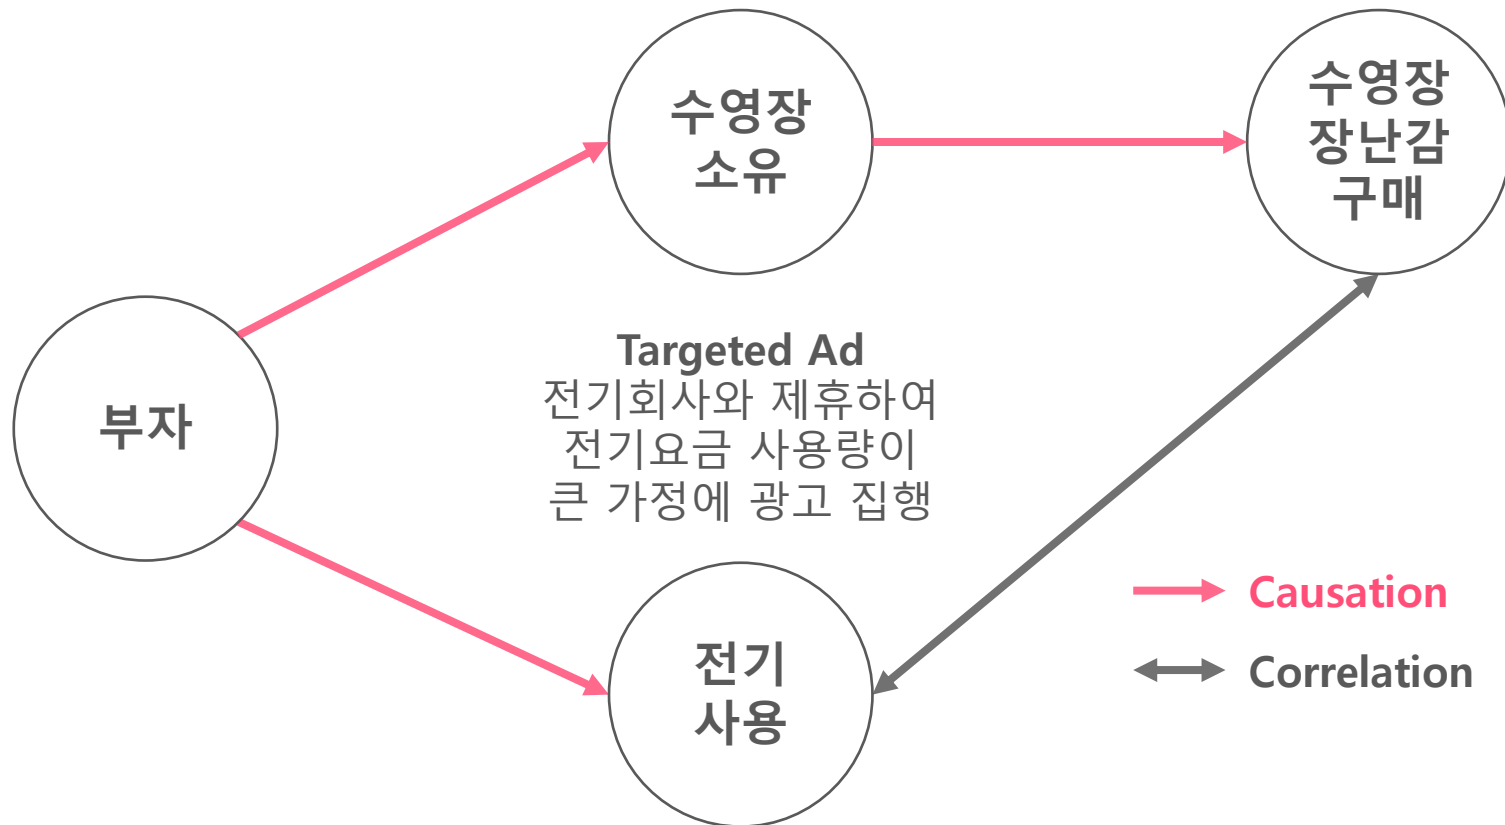 수영장
소유
수영장
장난감
구매
부자
Targeted Ad
전기회사와 제휴하여
전기요금 사용량이
큰 가정에 광고 집행
전기
사용
Causation
Correlation